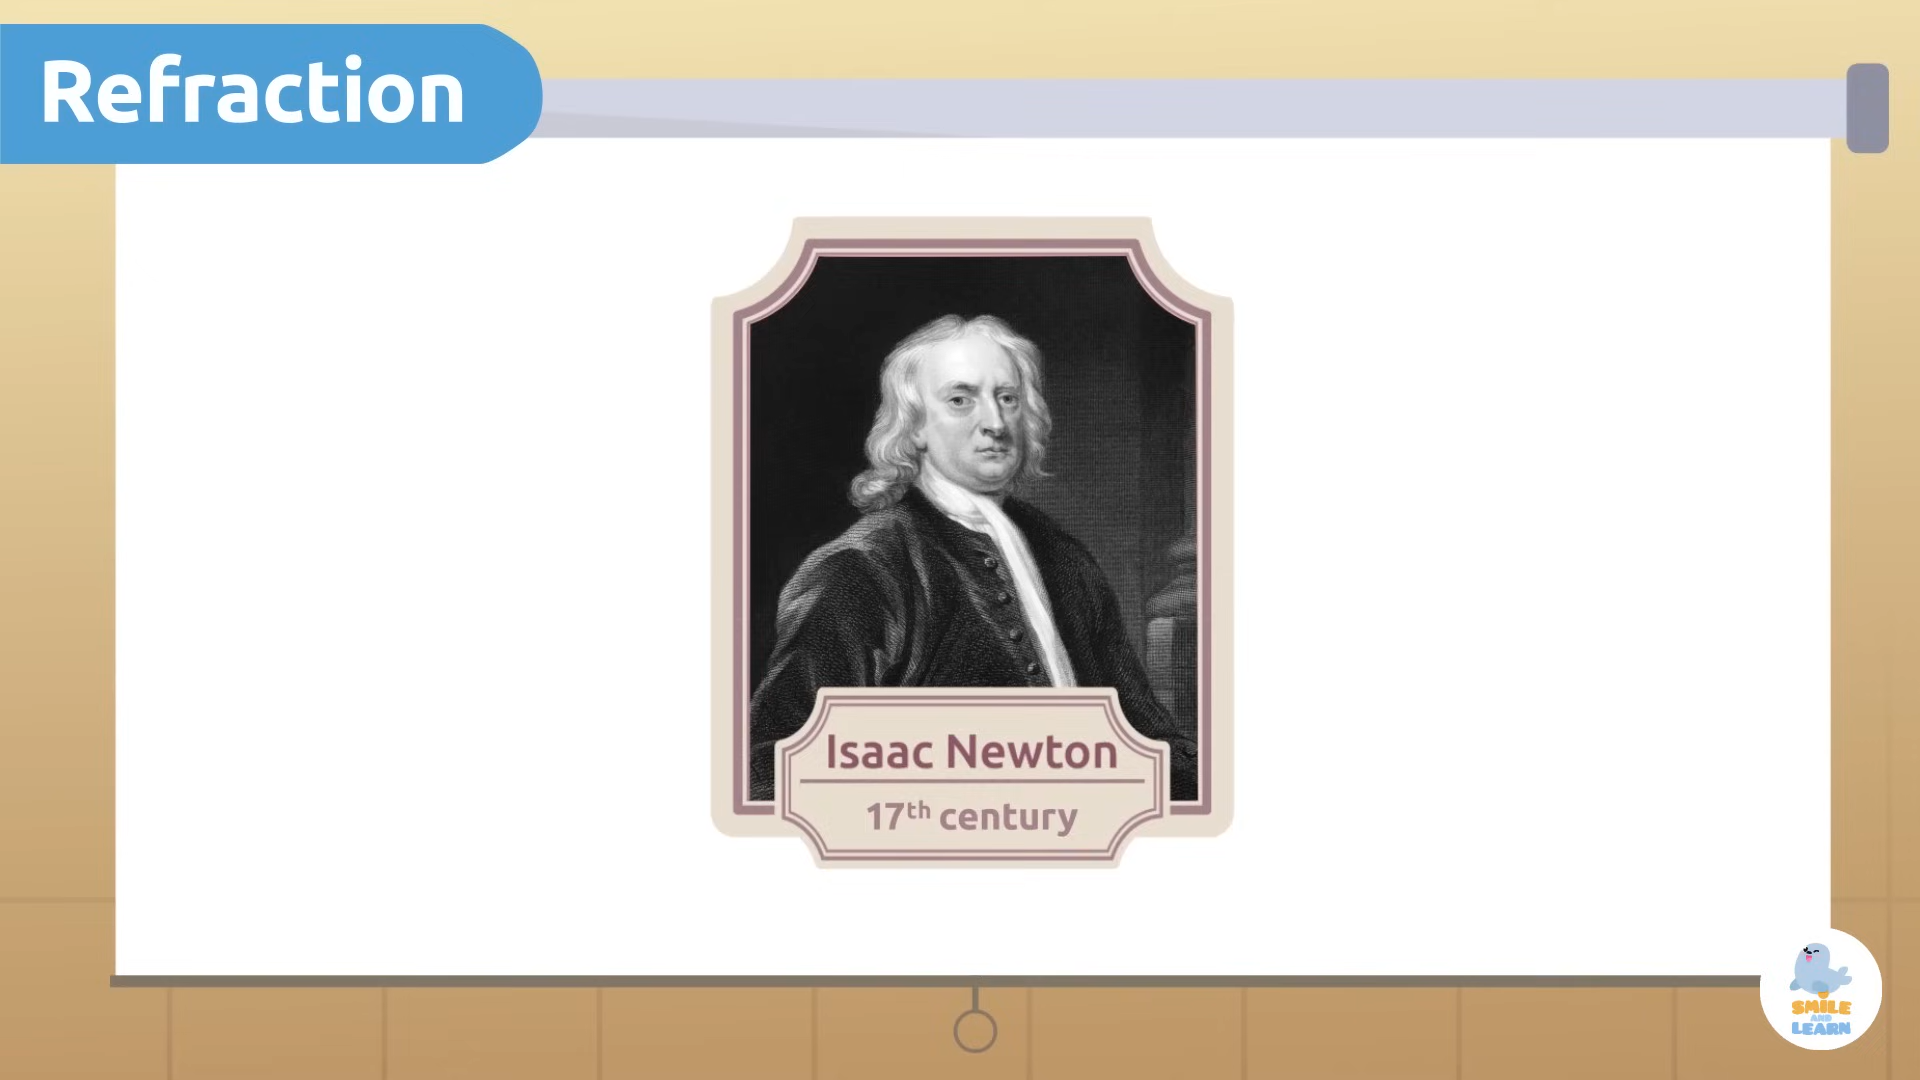 Refraction
Isaac Newton
17th century
SMILE
AND
LEARN